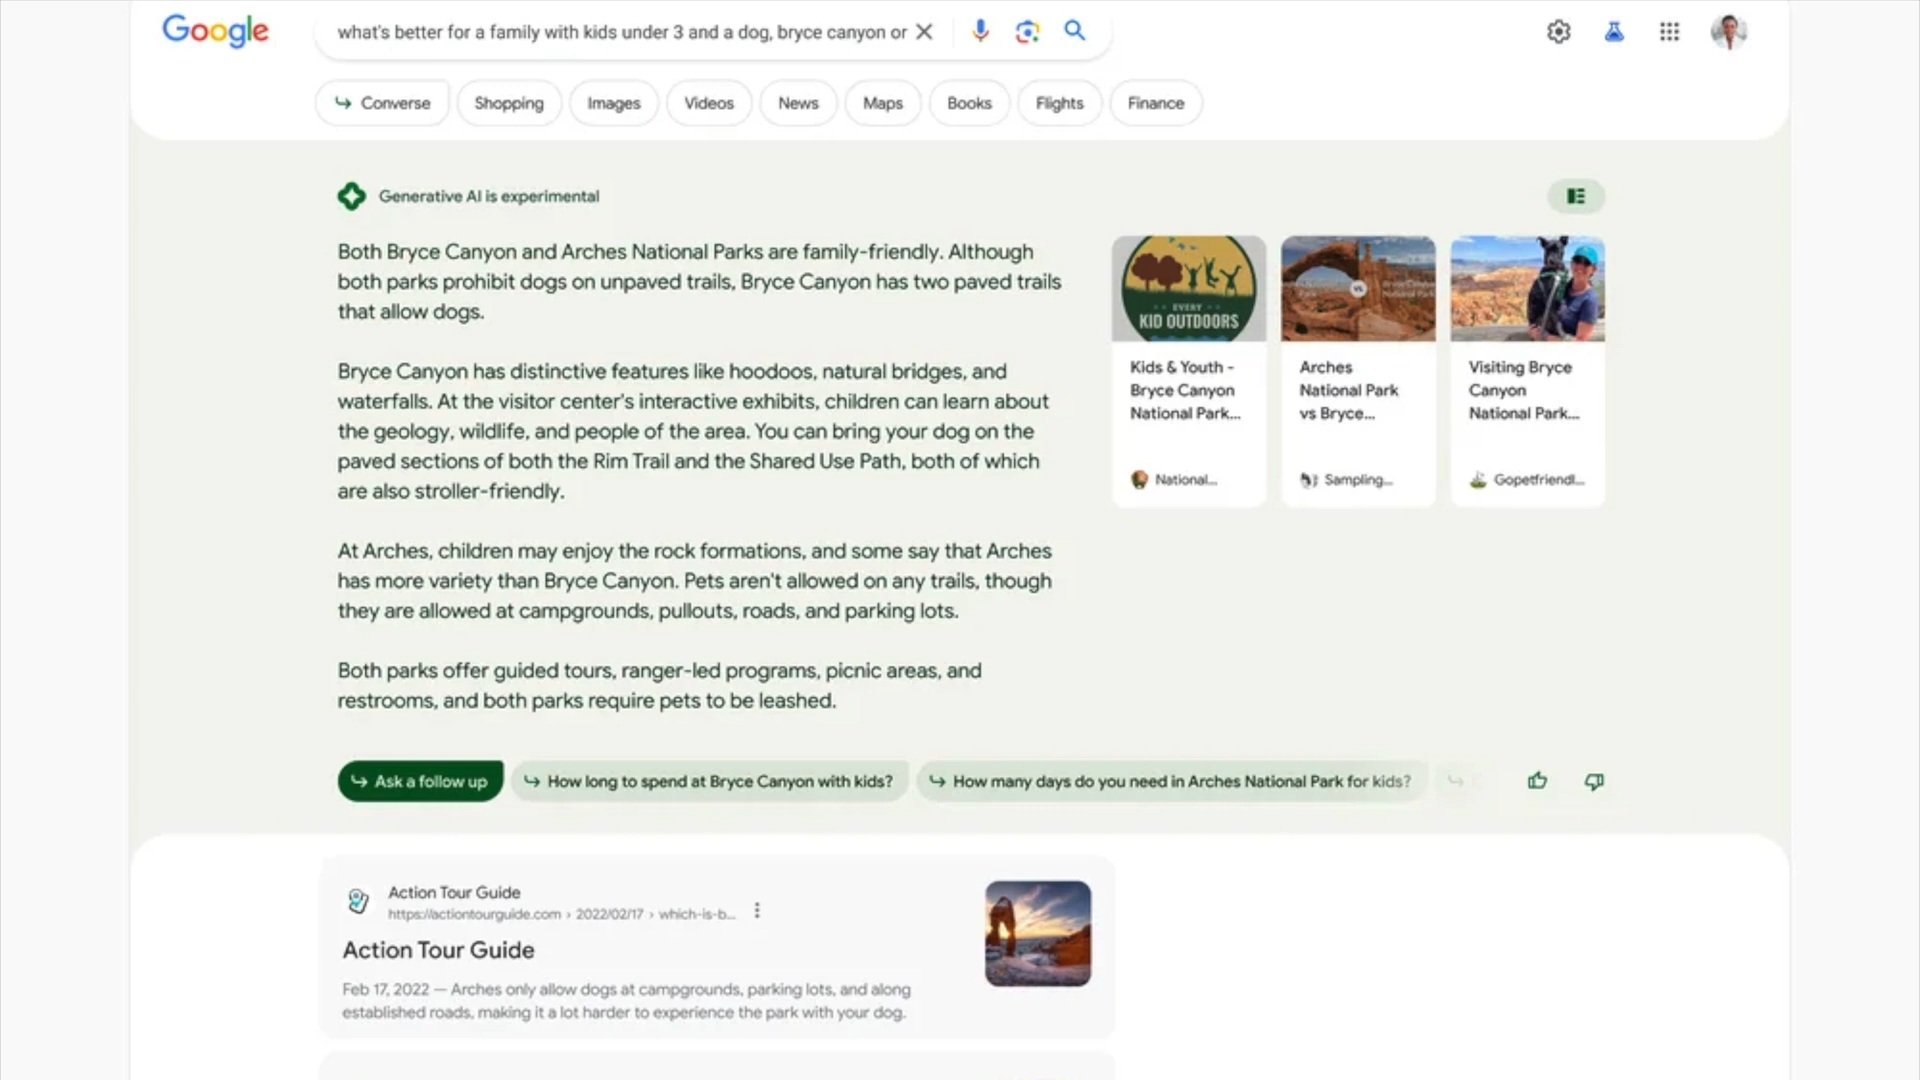 Google
what's better for a family with kids under 3 and a dog, bryce canyon or
Converse
Shopping
Images
Videos
News
Maps
Books
Flights
Finance
Generative AI is experimental
Both Bryce Canyon and Arches National Parks are family-friendly. Although
both parks prohibit dogs on unpaved trails, Bryce Canyon has two paved trails
that allow dogs.
Bryce Canyon has distinctive features like hoodoos, natural bridges, and
waterfalls. At the visitor center's interactive exhibits, children can learn about
the geology, wildlife, and people of the area. You can bring your dog on the
paved sections of both the Rim Trail and the Shared Use Path, both of which
are also stroller-friendly.
At Arches, children may enjoy the rock formations, and some say that Arches
has more variety than Bryce Canyon. Pets aren't allowed on any trails, though
they are allowed at campgrounds, pullouts, roads, and parking lots.
Both parks offer guided tours, ranger-led programs, picnic areas, and
restrooms, and both parks require pets to be leashed.
EVERY
KID OUTDOORS
Kids & Youth -
Bryce Canyon
National Park...
National...
VS
Arches
National Park
vs Bryce...
Sampling...
Visiting Bryce
Canyon
National Park...
Gopetfriendl...
Ask a follow up
How long to spend at Bryce Canyon with kids?
How many days do you need in Arches National Park for kids?
Action Tour Guide
https://actiontourguide.com › 2022/02/17 › which-is-b...
Action Tour Guide
Feb 17, 2022 — Arches only allow dogs at campgrounds, parking lots, and along
established roads, making it a lot harder to experience the park with your dog.